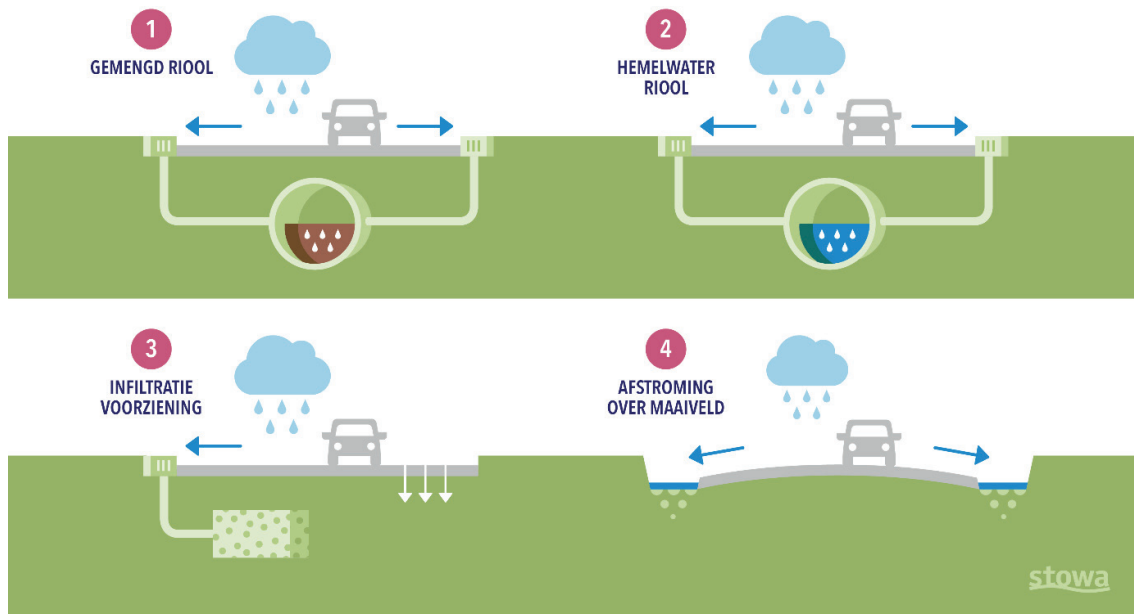 1
GEMENGD RIOOL
2
HEMELWATER
RIOOL
3
INFILTRATIE
VOORZIENING
4
AFSTROMING
OVER MAAIVELD
stowa